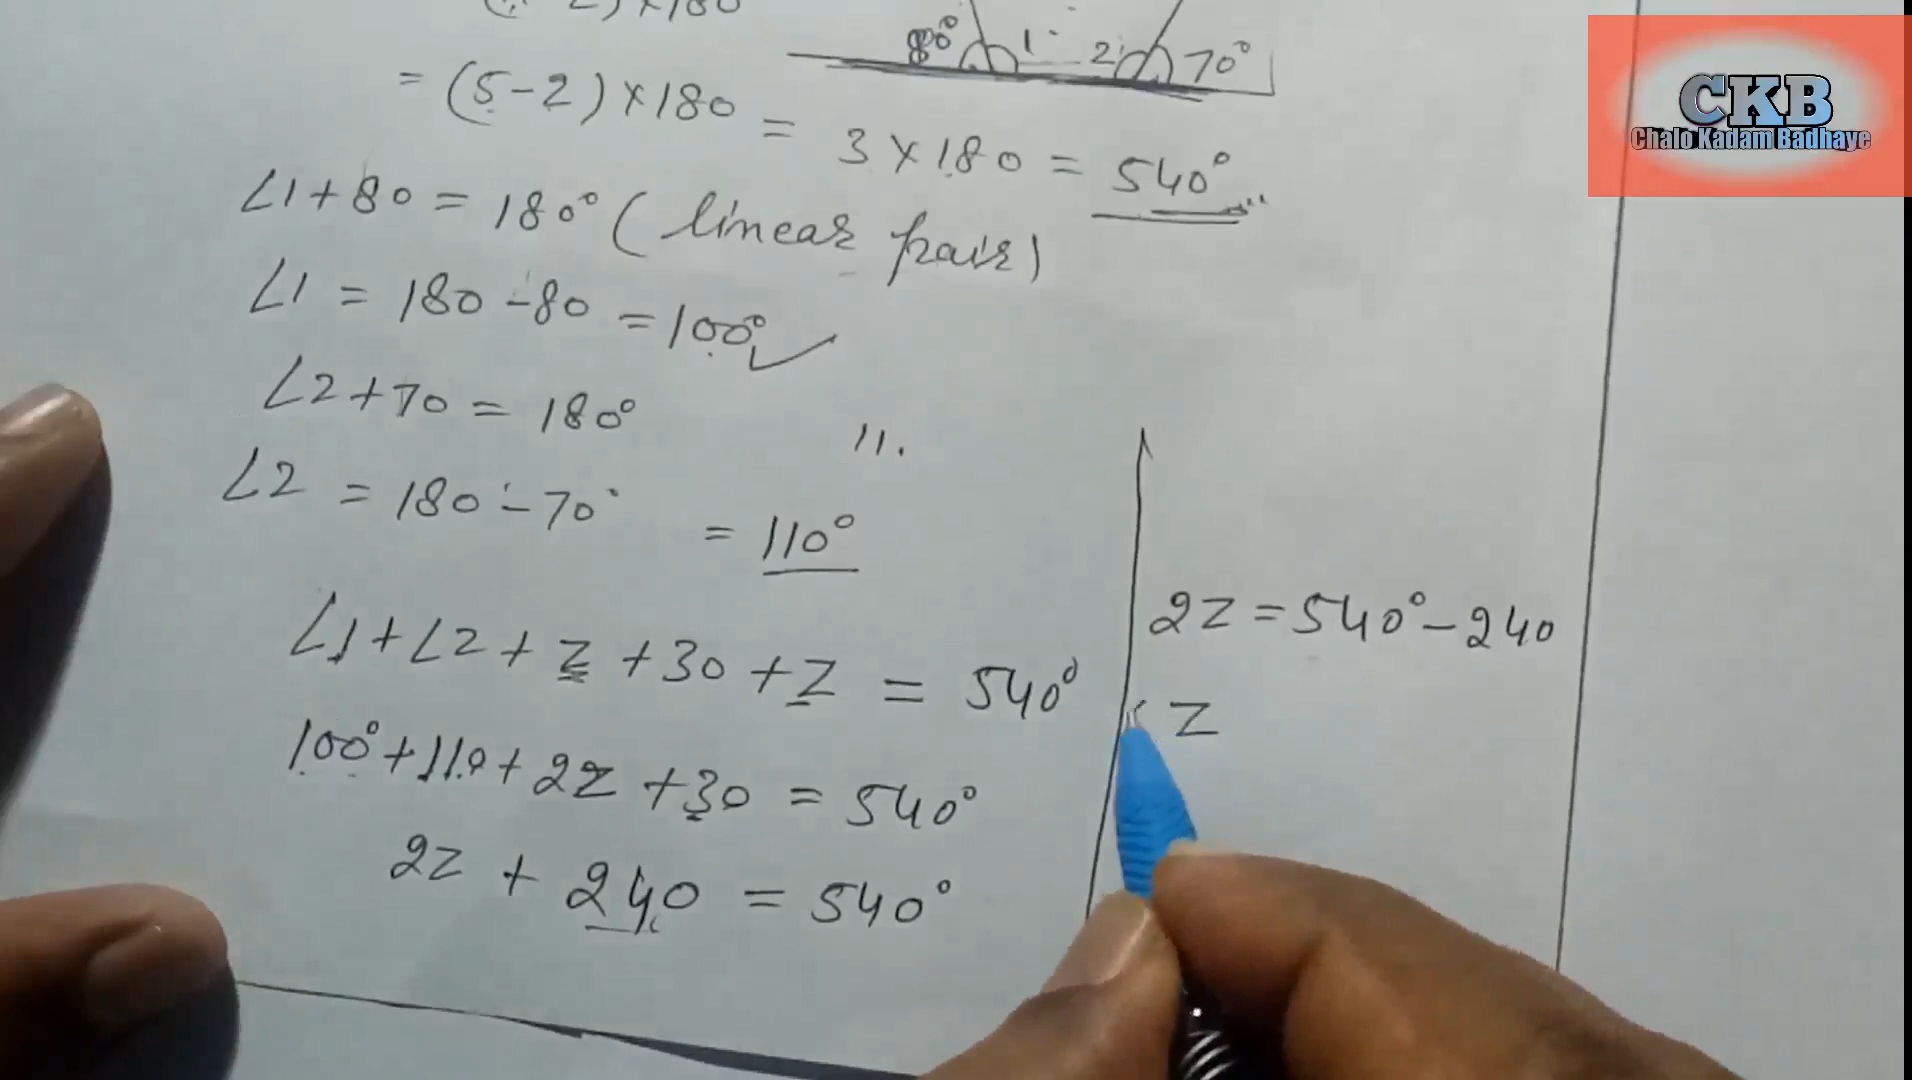 80° 1 2 70°
= (5-2) × 180 = 3 × 180 = 540°
∠1 + 80 = 180° (linear pair)
∠1 = 180 - 80 = 100°
∠2 + 70 = 180°
∠2 = 180 - 70 = 110°
∠1 + ∠2 + z + 30 + z = 540°
100° + 110 + 2z + 30 = 540°
2z + 240 = 540°
2z = 540° - 240
z
CKB
Chalo Kadam Badhaye